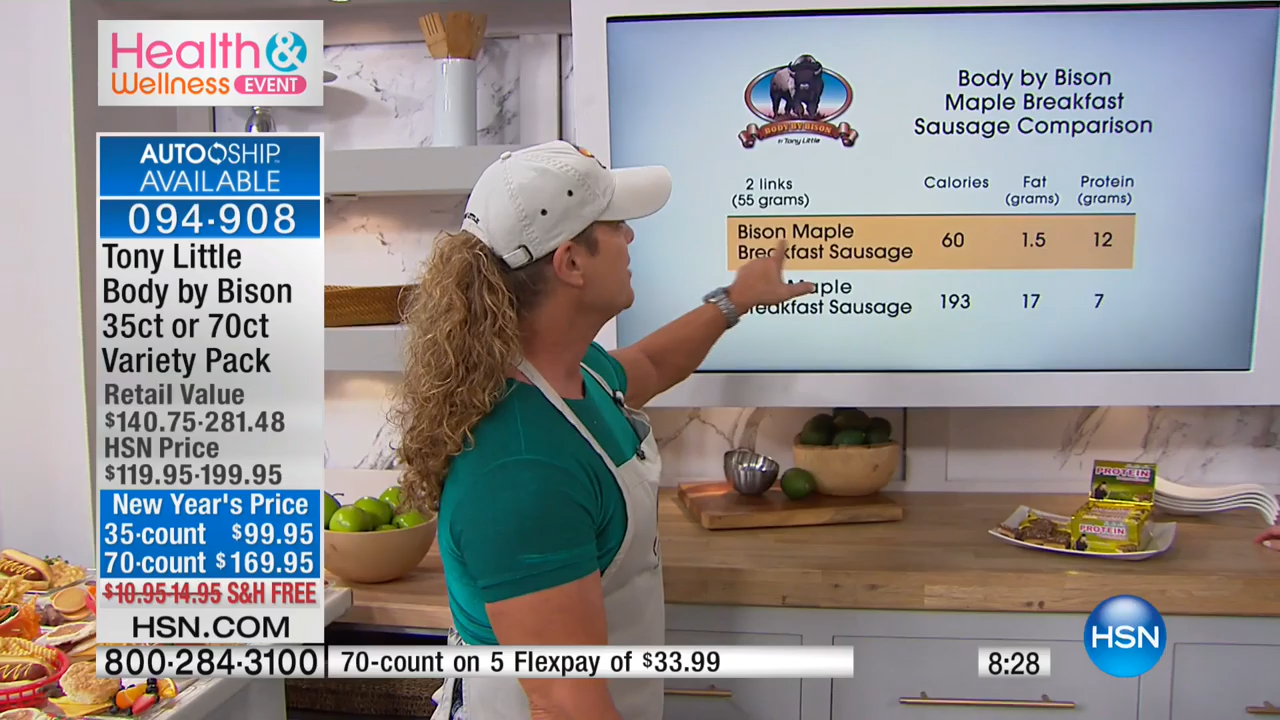 Health &
Wellness EVENT
AUTOSHIP
AVAILABLE
094-908
Tony Little
Body by Bison
35ct or 70ct
Variety Pack
Retail Value
$140.75-281.48
HSN Price
$119.95-199.95
New Year's Price
35-count $99.95
70-count $169.95
$10.95-14.95 S&H FREE
HSN.COM
800-284-3100
70-count on 5 Flexpay of $33.99
8:28
HSN
BODY BY BISON
by Tony Little
Body by Bison
Maple Breakfast
Sausage Comparison
2 links
(55 grams)
Calories
Fat
(grams)
Protein
(grams)
Bison Maple
Breakfast Sausage
60
1.5
12
Maple
Breakfast Sausage
193
17
7
PROTEIN
PROTEIN